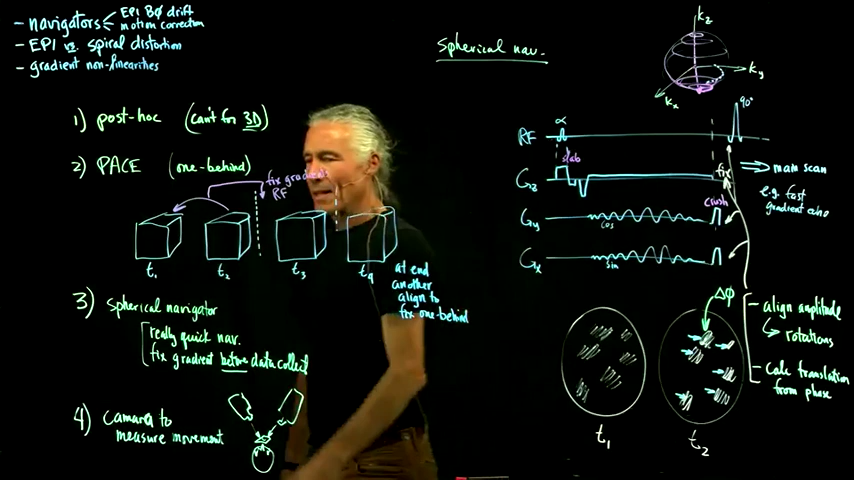 - navigators < EPI BØ drift
motion correction
- EPI vs. spiral distortion
- gradient non-linearities
1) post-hoc (can't for 3D)
2) PACE (one-behind)
fix gradients
RF
t1 t2 t3 t4
at end
another
align to
fix one-behind
3) spherical navigator
really quick nav.
fix gradient before data collect
4) Camara to
measure movement
Spherical nav.
kz
ky
kx
RF α 90°
slab
Gz fix
main scan
e.g. fast
gradient echo
crush
Gy cos
Gx sin
Δφ
- align amplitude
↳ rotations
- calc translation
from phase
t1 t2